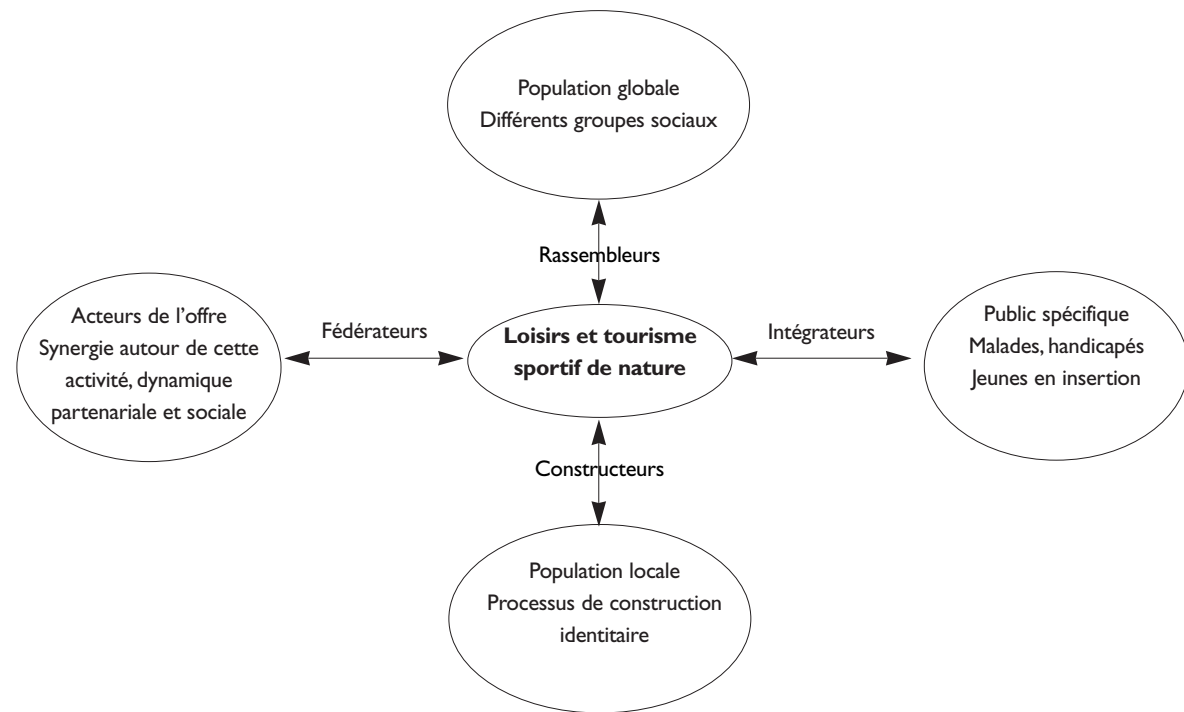 Population globale
Différents groupes sociaux
Rassembleurs
Acteurs de l’offre
Synergie autour de cette
activité, dynamique
partenariale et sociale
Fédérateurs
Loisirs et tourisme
sportif de nature
Intégrateurs
Public spécifique
Malades, handicapés
Jeunes en insertion
Constructeurs
Population locale
Processus de construction
identitaire